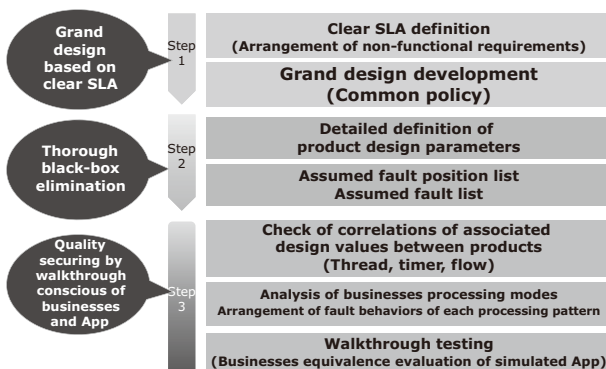 Grand
design
based on
clear SLA
Step
1
Clear SLA definition
(Arrangement of non-functional requirements)
Grand design development
(Common policy)
Thorough
black-box
elimination
Step
2
Detailed definition of
product design parameters
Assumed fault position list
Assumed fault list
Quality
securing by
walkthrough
conscious of
businesses
and App
Step
3
Check of correlations of associated
design values between products
(Thread, timer, flow)
Analysis of businesses processing modes
Arrangement of fault behaviors of each processing pattern
Walkthrough testing
(Businesses equivalence evaluation of simulated App)